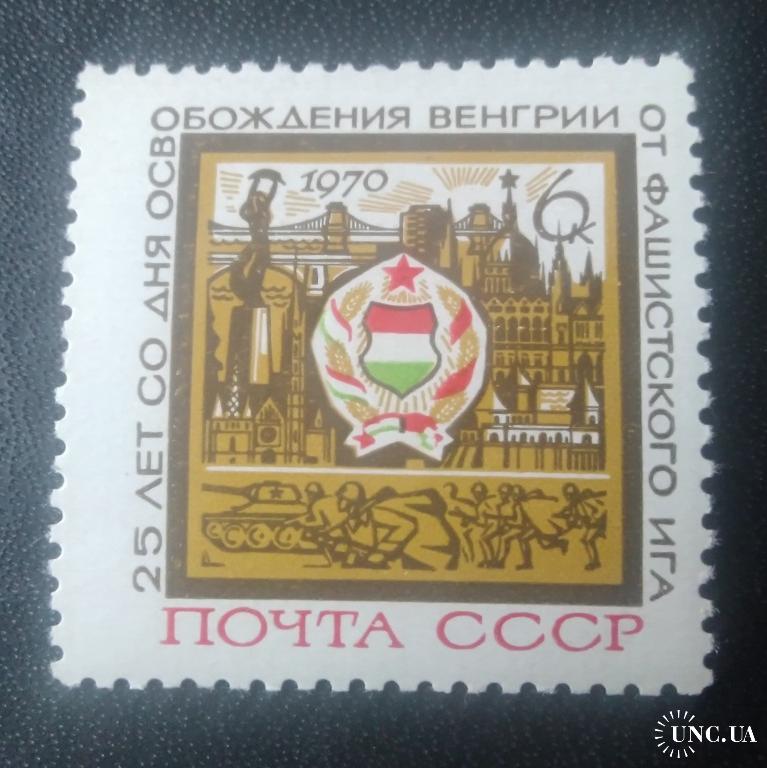 25 ЛЕТ СО ДНЯ ОСВОБОЖДЕНИЯ ВЕНГРИИ ОТ ФАШИСТСКОГО ИГА
1970
6к
ПОЧТА СССР
UNC.UA